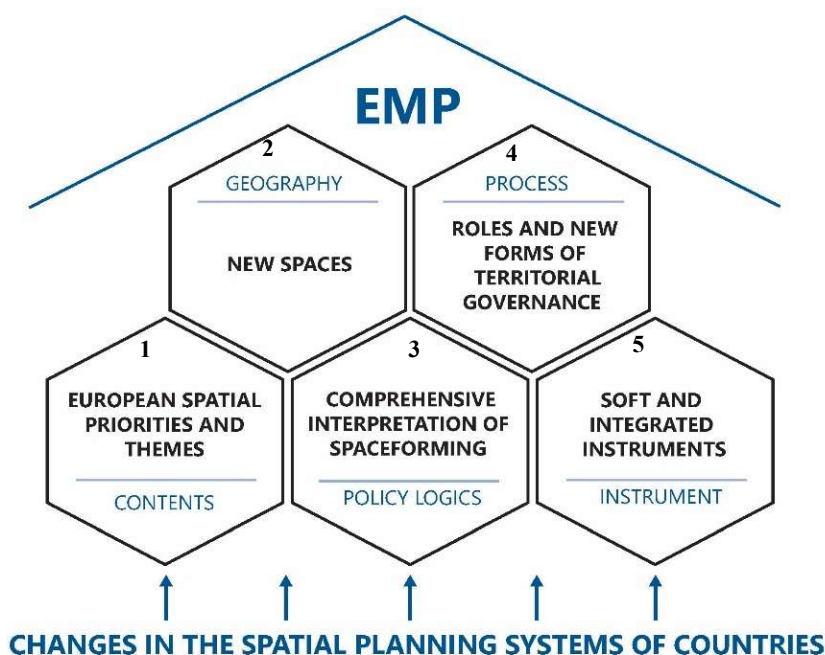 EMP
2
GEOGRAPHY
NEW SPACES
4
PROCESS
ROLES AND NEW
FORMS OF
TERRITORIAL
GOVERNANCE
1
EUROPEAN SPATIAL
PRIORITIES AND
THEMES
CONTENTS
3
COMPREHENSIVE
INTERPRETATION OF
SPACEFORMING
POLICY LOGICS
5
SOFT AND
INTEGRATED
INSTRUMENTS
INSTRUMENT
CHANGES IN THE SPATIAL PLANNING SYSTEMS OF COUNTRIES